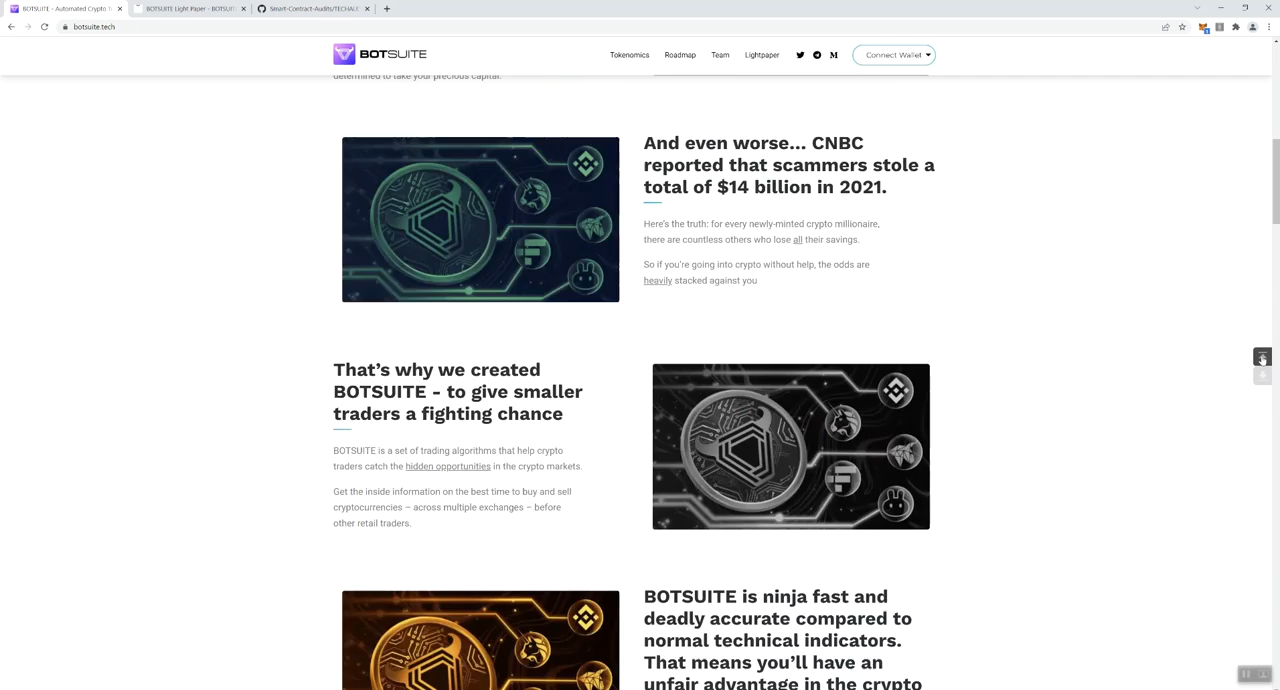 BOTSUITE - Automated Crypto T
BOTSUITE Light Paper - BOTSUIT
Smart-Contract-Audits/TECHAUD
botsuite.tech
BOTSUITE
Tokenomics
Roadmap
Team
Lightpaper
Connect Wallet
determined to take your precious capital.
And even worse... CNBC
reported that scammers stole a
total of $14 billion in 2021.
Here's the truth: for every newly-minted crypto millionaire,
there are countless others who lose all their savings.
So if you're going into crypto without help, the odds are
heavily stacked against you
That's why we created
BOTSUITE - to give smaller
traders a fighting chance
BOTSUITE is a set of trading algorithms that help crypto
traders catch the hidden opportunities in the crypto markets.
Get the inside information on the best time to buy and sell
cryptocurrencies – across multiple exchanges – before
other retail traders.
BOTSUITE is ninja fast and
deadly accurate compared to
normal technical indicators.
That means you'll have an
unfair advantage in the crypto